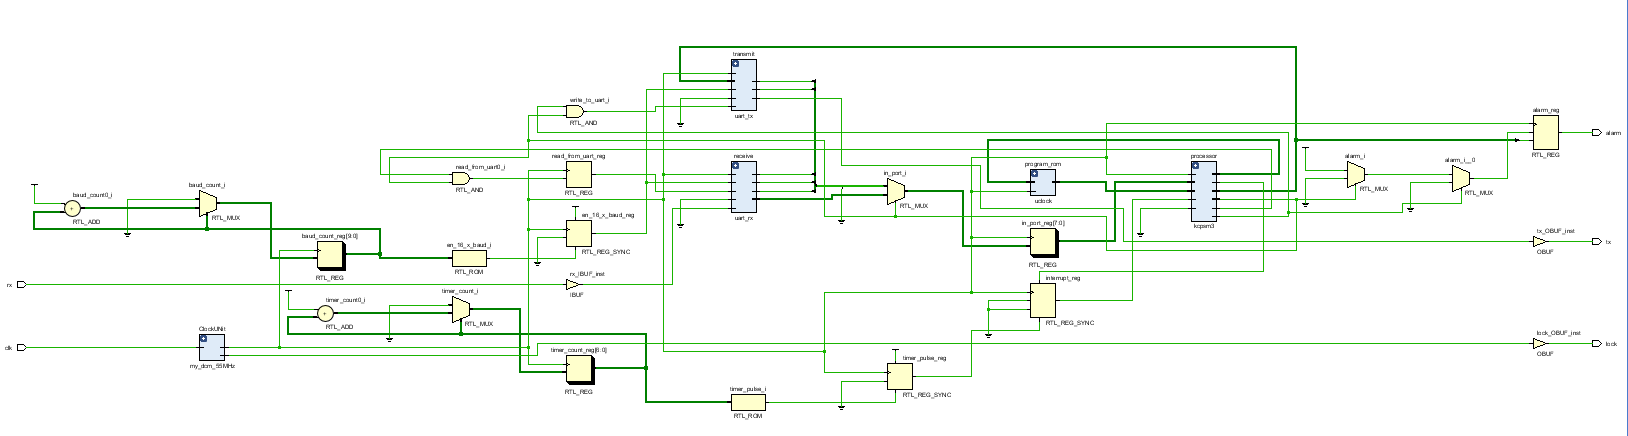 transmit
uart_tx
write_to_uart_i
RTL_AND
alarm_reg
RTL_REG
alarm
read_from_uart0_i
RTL_AND
read_from_uart_reg
RTL_REG
receive
uart_rx
in_port_i
RTL_MUX
program_rom
uclock
processor
kcpsm3
alarm_i
RTL_MUX
alarm_i__0
RTL_MUX
baud_count0_i
+
RTL_ADD
baud_count_i
RTL_MUX
baud_count_reg[9:0]
RTL_REG
en_16_x_baud_i
RTL_ROM
en_16_x_baud_reg
RTL_REG_SYNC
in_port_reg[7:0]
RTL_REG
tx_OBUF_inst
OBUF
tx
rx
rx_IBUF_inst
IBUF
interrupt_reg
RTL_REG_SYNC
timer_count0_i
+
RTL_ADD
timer_count_i
RTL_MUX
clk
ClockUNit
my_dcm_55MHz
timer_count_reg[6:0]
RTL_REG
timer_pulse_i
RTL_ROM
timer_pulse_reg
RTL_REG_SYNC
lock_OBUF_inst
OBUF
lock